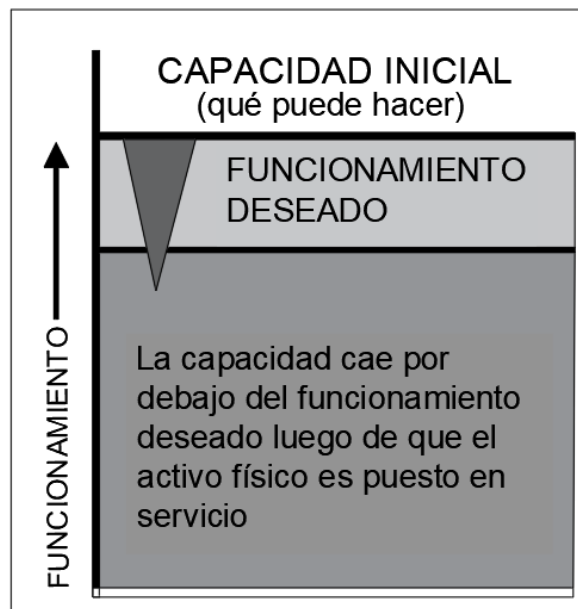 CAPACIDAD INICIAL
(qué puede hacer)
FUNCIONAMIENTO
DESEADO
FUNCIONAMIENTO
La capacidad cae por
debajo del funcionamiento
deseado luego de que el
activo físico es puesto en
servicio